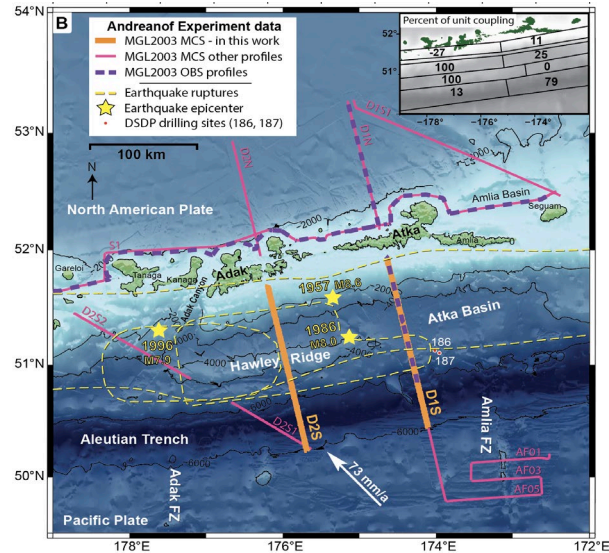 B
Andreanof Experiment data
MGL2003 MCS - in this work
MGL2003 MCS other profiles
MGL2003 OBS profiles
Earthquake ruptures
Earthquake epicenter
DSDP drilling sites (186, 187)
100 km
N
Percent of unit coupling
52°
51°
-27
11
25
100
0
100
13
79
-178°
-176°
-174°
54°N
53°N
52°N
51°N
50°N
D3N
D1N
D1S1
2000
-2000
North American Plate
Amlia Basin
Seguam
S1
Atka
Amlia
Gareloi
Tanaga
Kanaga
Adak
Adak Canyon
1957 M8.6
Atka Basin
D2S2
1996
M7.9
1986
M8.0
-4000
4000
Hawley Ridge
186
187
D2S
D1S
D2S1
Aleutian Trench
6000
-6000
Amlia FZ
AF01
AF03
AF05
73 mm/a
Adak FZ
Pacific Plate
178°W
176°W
174°W
172°W